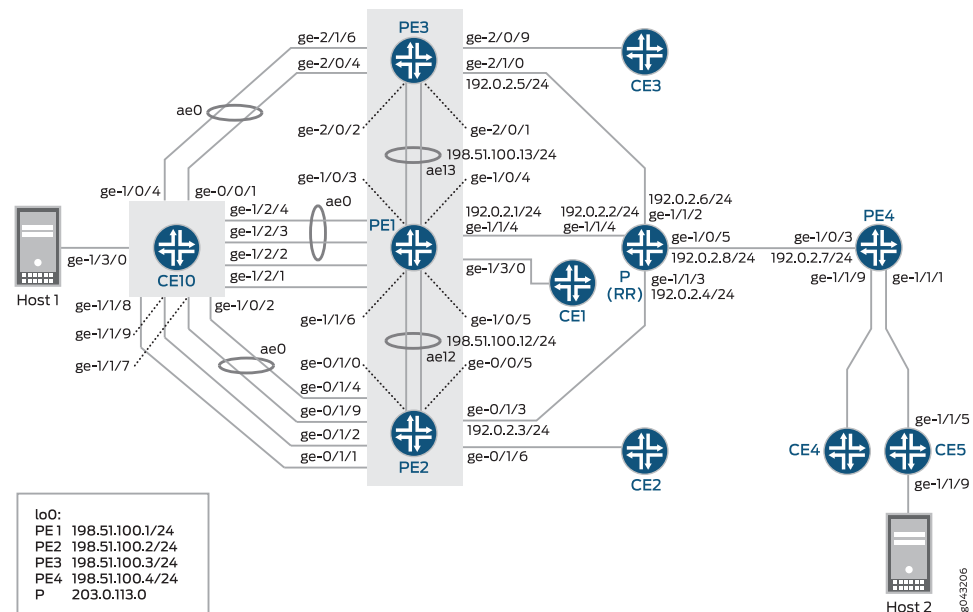 PE3
ge-2/1/6
ge-2/0/9
ge-2/0/4
ge-2/1/0
192.0.2.5/24
CE3
ae0
ge-2/0/2
ge-2/0/1
198.51.100.13/24
ae13
ge-1/0/3
ge-1/0/4
ge-1/0/4
ge-0/0/1
ae0
192.0.2.6/24
ge-1/1/2
ge-1/2/4
PE1
192.0.2.1/24
192.0.2.2/24
PE4
ge-1/2/3
ge-1/1/4
ge-1/1/4
ge-1/0/5
ge-1/0/3
ge-1/3/0
ge-1/2/2
192.0.2.8/24
192.0.2.7/24
CE10
ge-1/2/1
ge-1/3/0
P
(RR)
ge-1/1/3
192.0.2.4/24
ge-1/1/9
ge-1/1/1
Host 1
ge-1/1/8
ge-1/0/2
CE1
ge-1/1/9
ge-1/1/6
ge-1/0/5
ge-1/1/7
ae0
198.51.100.12/24
ae12
ge-0/1/0
ge-0/0/5
ge-0/1/4
ge-0/1/9
ge-0/1/3
192.0.2.3/24
ge-0/1/2
ge-0/1/1
PE2
ge-0/1/6
CE2
ge-1/1/5
CE4
CE5
ge-1/1/9
lo0:
PE1 198.51.100.1/24
PE2 198.51.100.2/24
PE3 198.51.100.3/24
PE4 198.51.100.4/24
P 203.0.113.0
Host 2
g043206